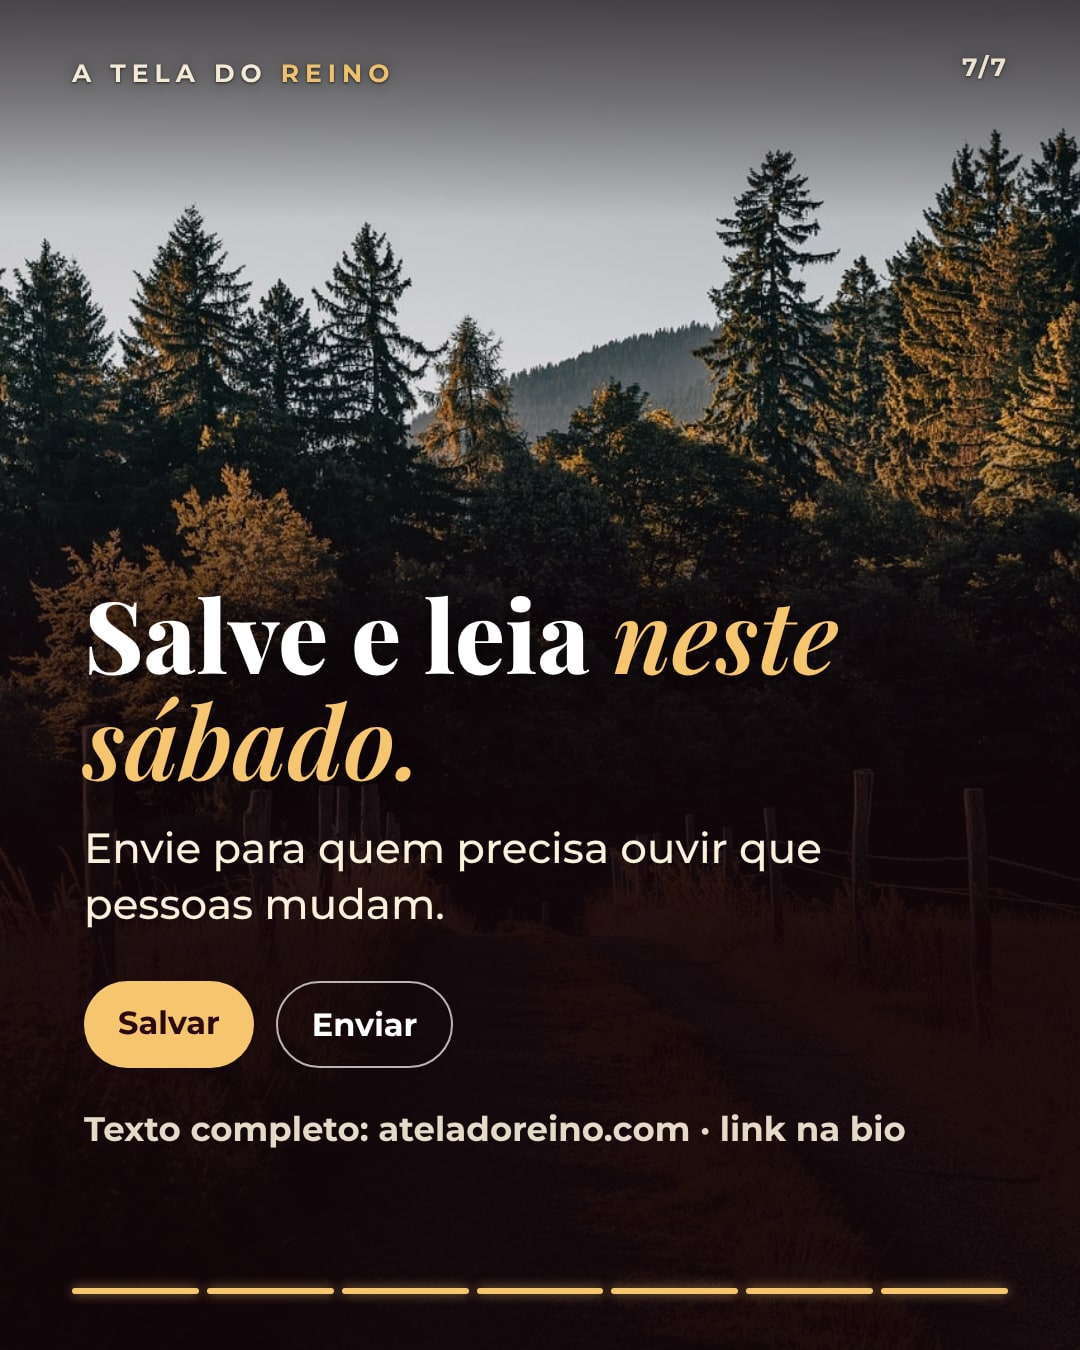 A TELA DO REINO
7/7
Salve e leia neste
sábado.
Envie para quem precisa ouvir que
pessoas mudam.
Salvar
Enviar
Texto completo: ateladoreino.com · link na bio